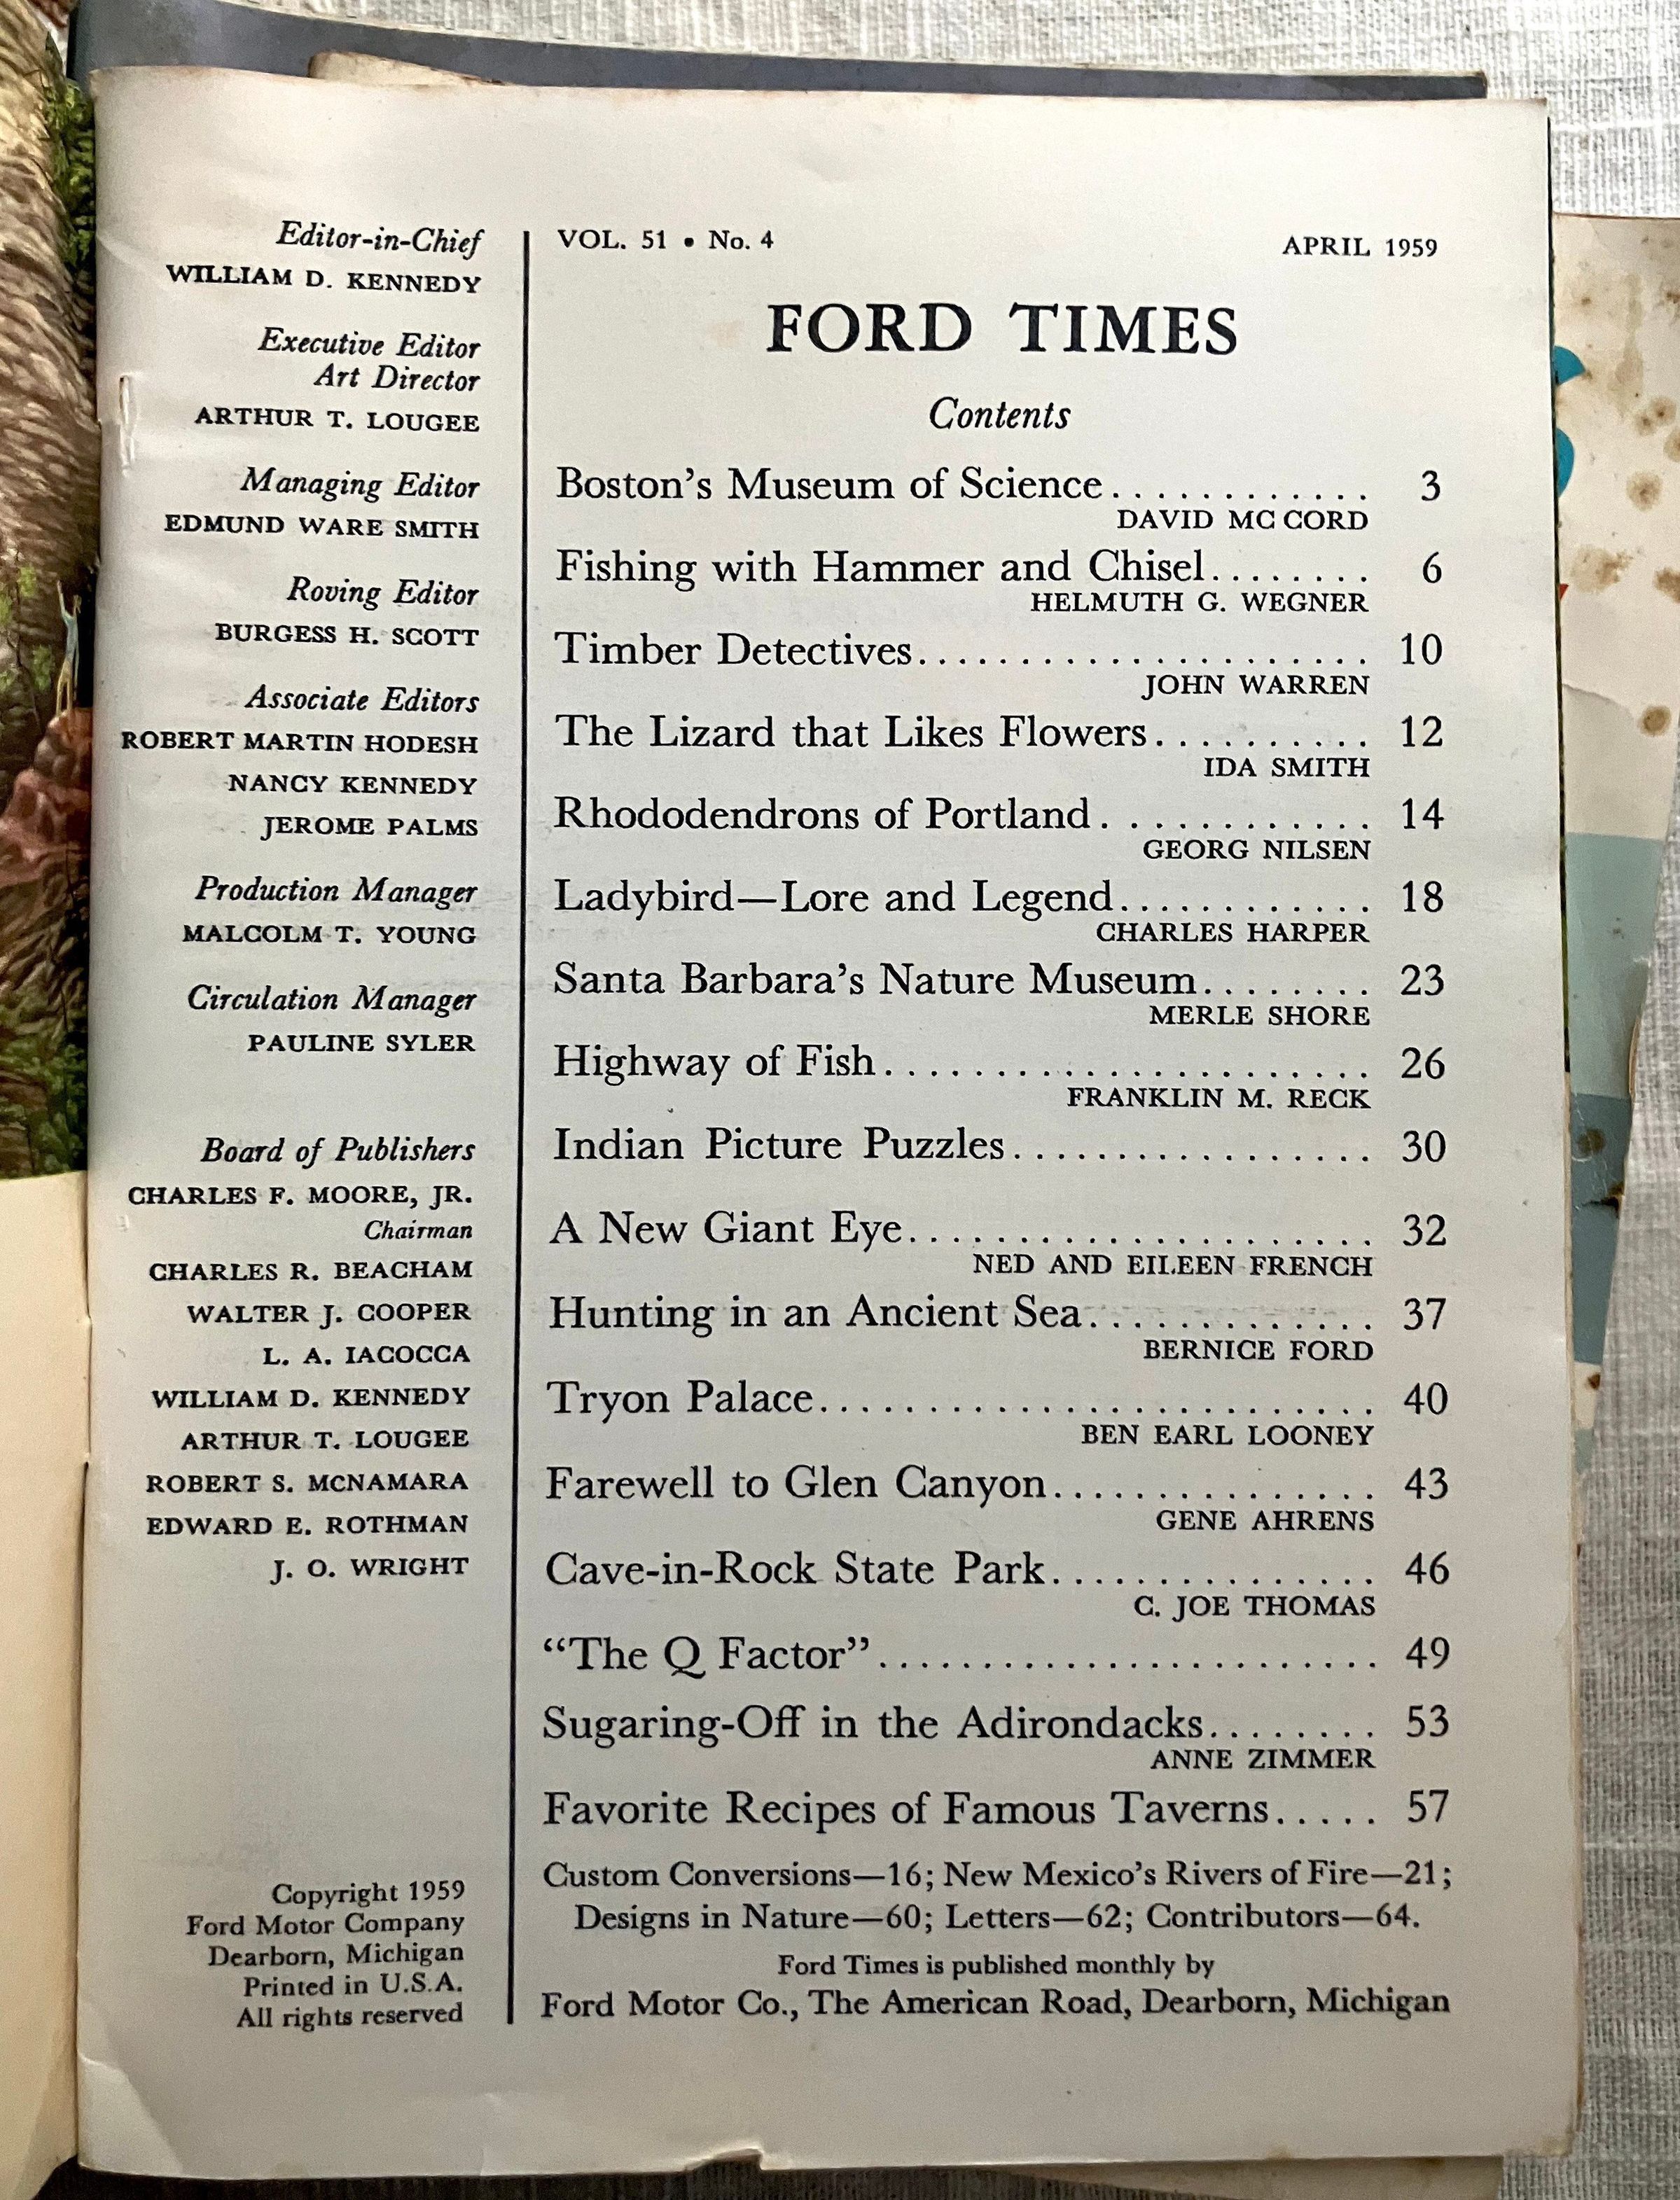 Editor-in-Chief
WILLIAM D. KENNEDY
Executive Editor
Art Director
ARTHUR T. LOUGEE
Managing Editor
EDMUND WARE SMITH
Roving Editor
BURGESS H. SCOTT
Associate Editors
ROBERT MARTIN HODESH
NANCY KENNEDY
JEROME PALMS
Production Manager
MALCOLM T. YOUNG
Circulation Manager
PAULINE SYLER
Board of Publishers
CHARLES F. MOORE, JR.
Chairman
CHARLES R. BEACHAM
WALTER J. COOPER
L. A. IACOCCA
WILLIAM D. KENNEDY
ARTHUR T. LOUGEE
ROBERT S. MCNAMARA
EDWARD E. ROTHMAN
J. O. WRIGHT
Copyright 1959
Ford Motor Company
Dearborn, Michigan
Printed in U.S.A.
All rights reserved
VOL. 51 • No. 4 APRIL 1959
FORD TIMES
Contents
Boston's Museum of Science............ 3
DAVID MC CORD
Fishing with Hammer and Chisel........ 6
HELMUTH G. WEGNER
Timber Detectives...................... 10
JOHN WARREN
The Lizard that Likes Flowers.......... 12
IDA SMITH
Rhododendrons of Portland............. 14
GEORG NILSEN
Ladybird—Lore and Legend............ 18
CHARLES HARPER
Santa Barbara's Nature Museum........ 23
MERLE SHORE
Highway of Fish........................ 26
FRANKLIN M. RECK
Indian Picture Puzzles................. 30
A New Giant Eye...................... 32
NED AND EILEEN FRENCH
Hunting in an Ancient Sea.............. 37
BERNICE FORD
Tryon Palace........................... 40
BEN EARL LOONEY
Farewell to Glen Canyon............... 43
GENE AHRENS
Cave-in-Rock State Park............... 46
C. JOE THOMAS
“The Q Factor”........................ 49
Sugaring-Off in the Adirondacks........ 53
ANNE ZIMMER
Favorite Recipes of Famous Taverns..... 57
Custom Conversions—16; New Mexico's Rivers of Fire—21;
Designs in Nature—60; Letters—62; Contributors—64.
Ford Times is published monthly by
Ford Motor Co., The American Road, Dearborn, Michigan